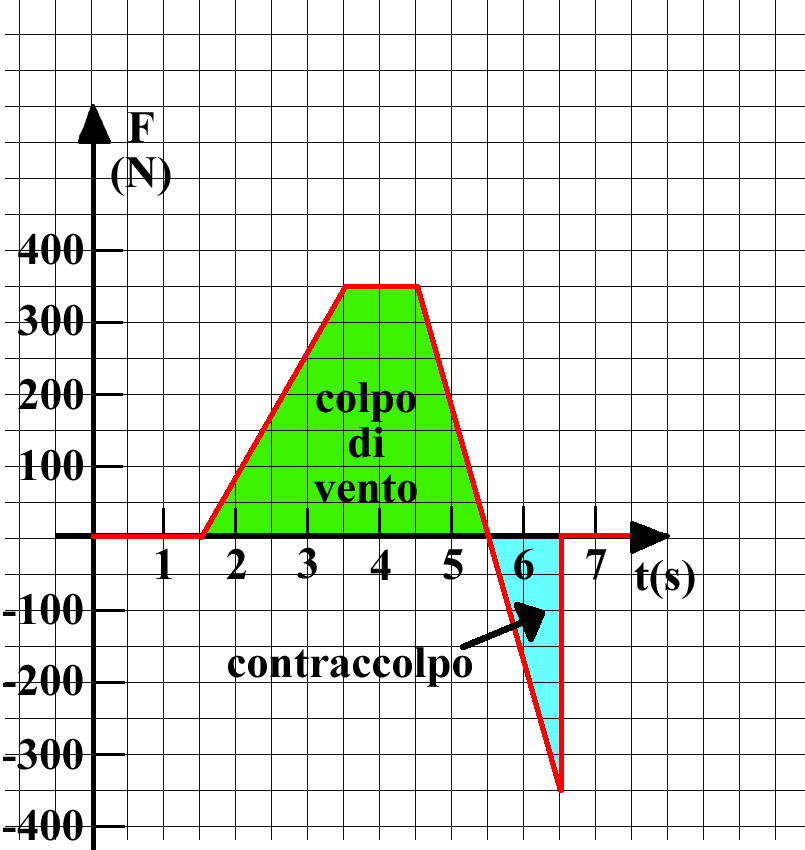 F
(N)
400
300
200
100
colpo
di
vento
1 2 3 4 5 6 7
t(s)
-100
contraccolpo
-200
-300
-400